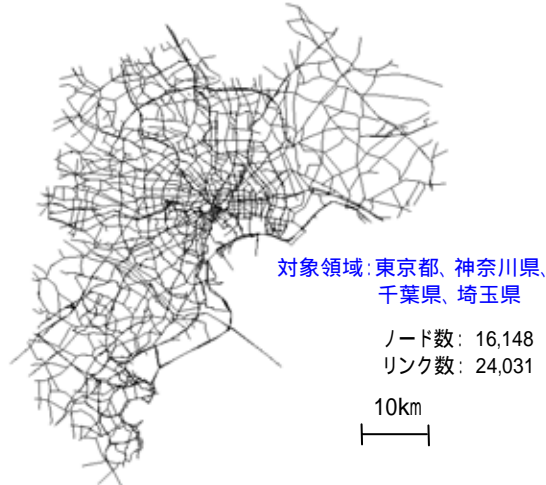 対象領域:東京都、神奈川県、
千葉県、埼玉県
ノード数: 16,148
リンク数: 24,031
10km